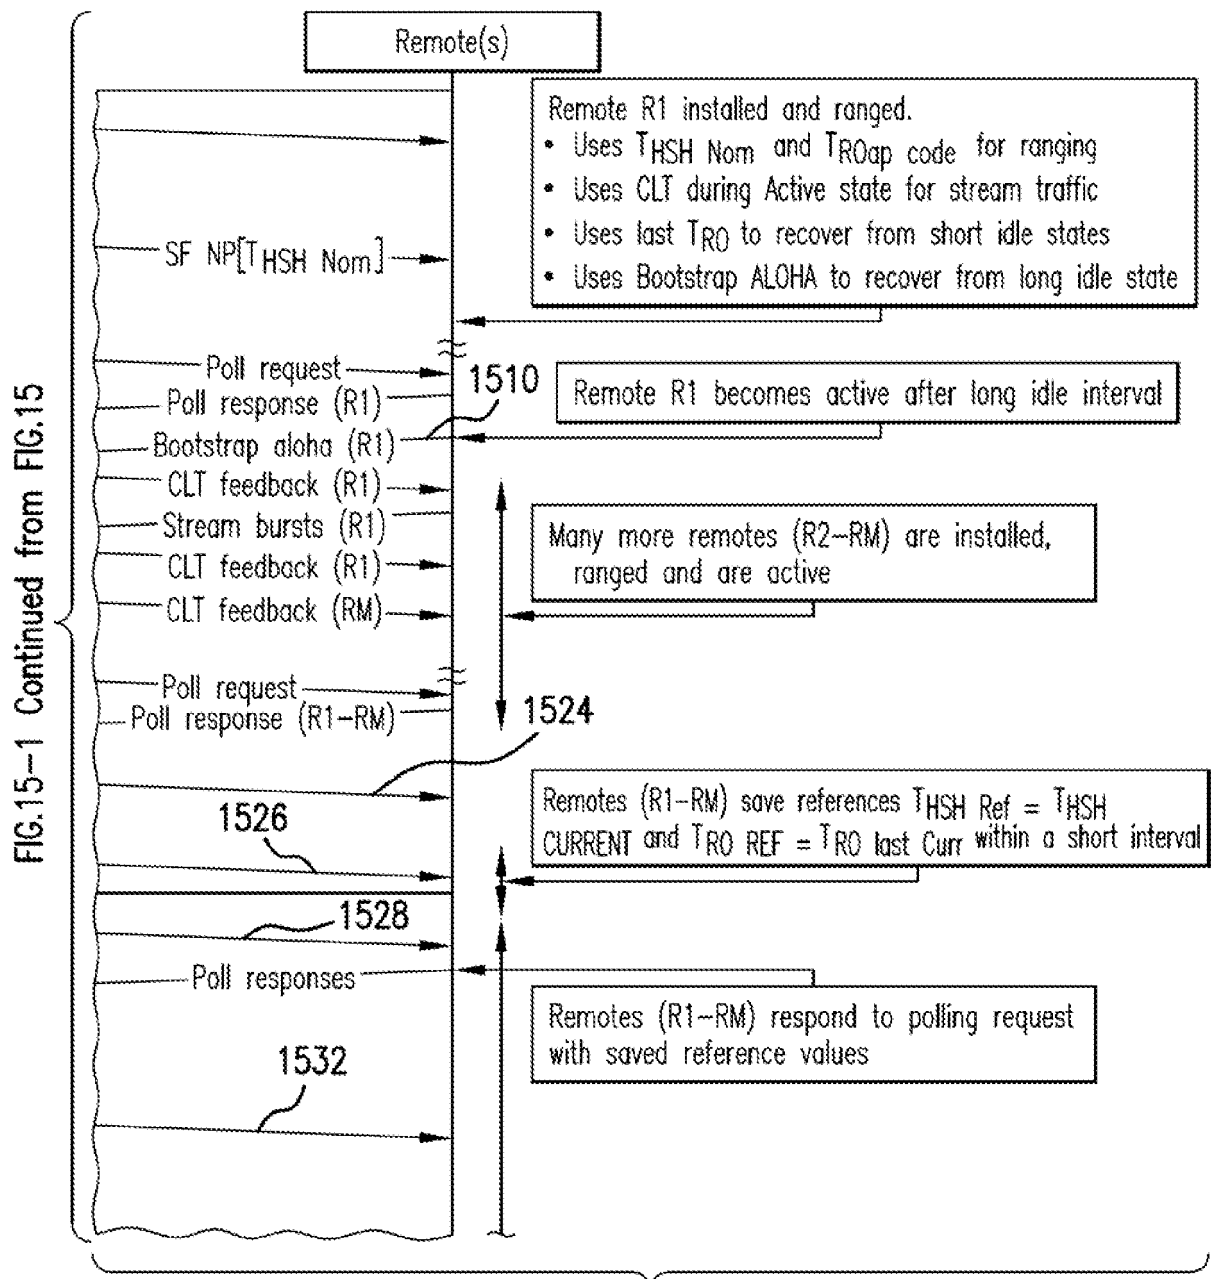 FIG.15-1 Continued from FIG.15
Remote(s)
Remote R1 installed and ranged.
• Uses THSH Nom and TROap code for ranging
• Uses CLT during Active state for stream traffic
• Uses last TRO to recover from short idle states
• Uses Bootstrap ALOHA to recover from long idle state
SF NP[THSH Nom]
Poll request
1510
Poll response (R1)
Remote R1 becomes active after long idle interval
Bootstrap aloha (R1)
CLT feedback (R1)
Stream bursts (R1)
Many more remotes (R2-RM) are installed,
ranged and are active
CLT feedback (R1)
CLT feedback (RM)
Poll request
Poll response (R1-RM)
1524
Remotes (R1-RM) save references THSH Ref = THSH
CURRENT and TRO REF = TRO last Curr within a short interval
1526
1528
Poll responses
Remotes (R1-RM) respond to polling request
with saved reference values
1532